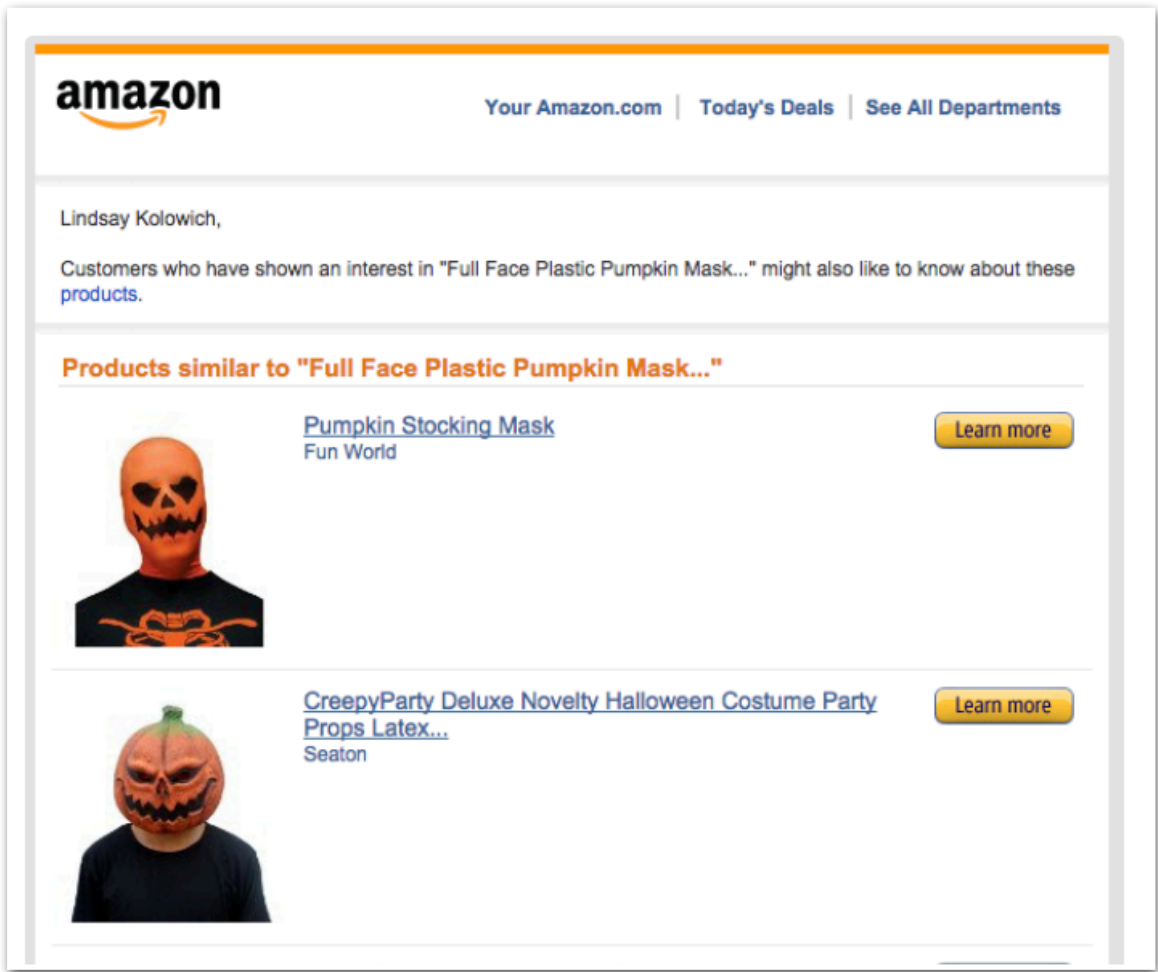 amazon
Your Amazon.com | Today's Deals | See All Departments
Lindsay Kolowich,
Customers who have shown an interest in "Full Face Plastic Pumpkin Mask..." might also like to know about these
products.
Products similar to "Full Face Plastic Pumpkin Mask..."
Pumpkin Stocking Mask
Learn more
Fun World
CreepyParty Deluxe Novelty Halloween Costume Party
Learn more
Props Latex...
Seaton